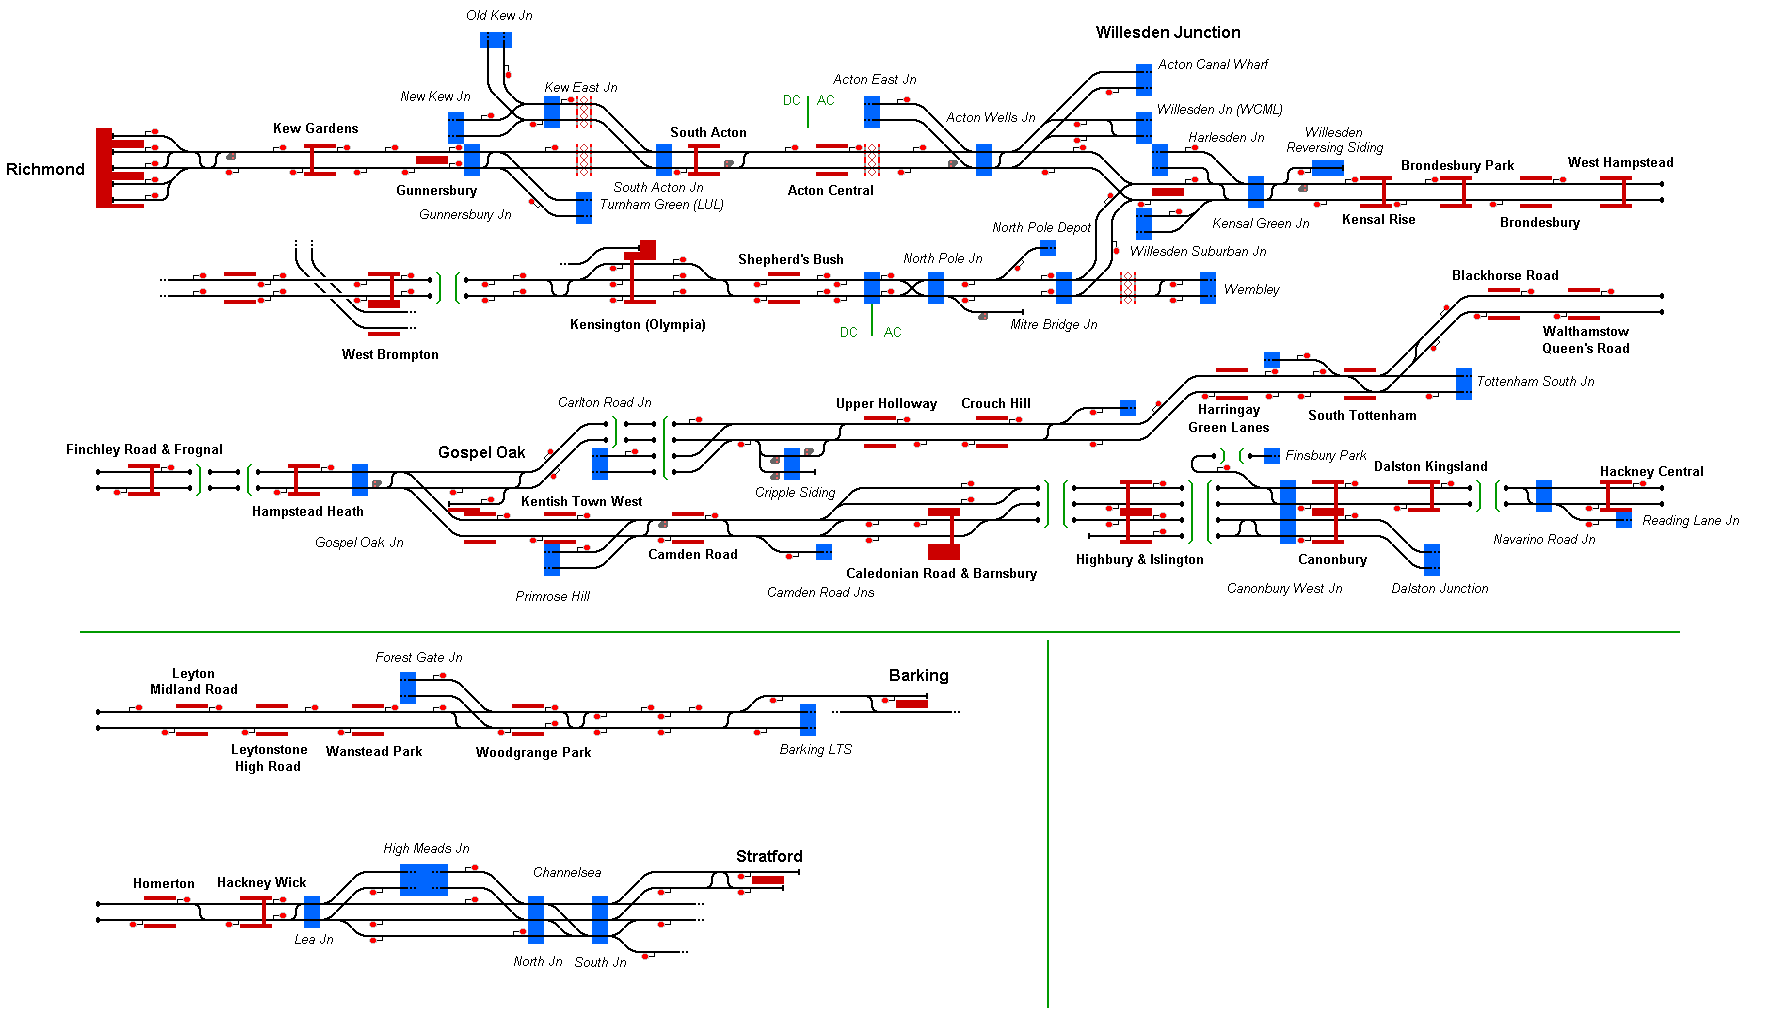 Old Kew Jn
Willesden Junction
Acton Canal Wharf
Acton East Jn
Kew East Jn
New Kew Jn
DC AC
Willesden Jn (WCML)
Acton Wells Jn
Kew Gardens
South Acton
Harlesden Jn
Willesden
Reversing Siding
Richmond
Brondesbury Park
West Hampstead
Gunnersbury
South Acton Jn
Acton Central
Turnham Green (LUL)
Gunnersbury Jn
Kensal Rise
Brondesbury
Kensal Green Jn
North Pole Depot
Willesden Suburban Jn
Shepherd's Bush
North Pole Jn
Blackhorse Road
Wembley
Kensington (Olympia)
Mitre Bridge Jn
DC AC
West Brompton
Walthamstow
Queen's Road
Tottenham South Jn
Carlton Road Jn
Upper Holloway
Crouch Hill
Harringay
Green Lanes
South Tottenham
Finchley Road & Frognal
Gospel Oak
Finsbury Park
Dalston Kingsland
Hackney Central
Cripple Siding
Kentish Town West
Hampstead Heath
Reading Lane Jn
Gospel Oak Jn
Navarino Road Jn
Camden Road
Highbury & Islington
Canonbury
Caledonian Road & Barnsbury
Primrose Hill
Camden Road Jns
Canonbury West Jn
Dalston Junction
Forest Gate Jn
Leyton
Midland Road
Barking
Leytonstone
High Road
Wanstead Park
Woodgrange Park
Barking LTS
High Meads Jn
Stratford
Channelsea
Homerton
Hackney Wick
Lea Jn
North Jn
South Jn